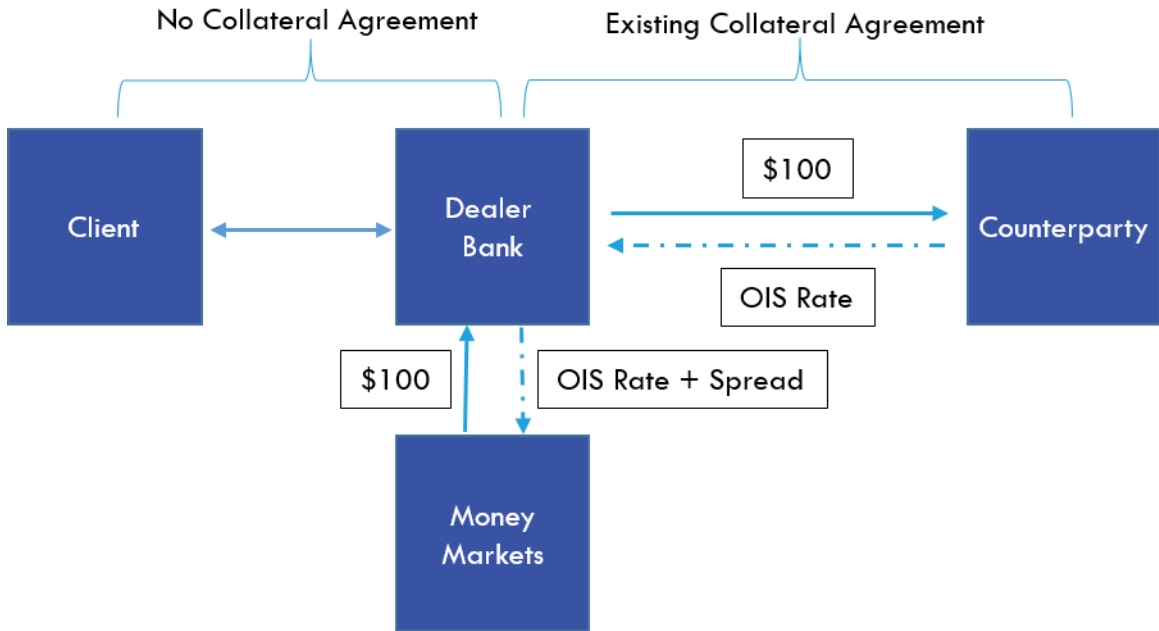 No Collateral Agreement
Existing Collateral Agreement
Client
Dealer
Bank
$100
Counterparty
OIS Rate
$100
OIS Rate + Spread
Money
Markets